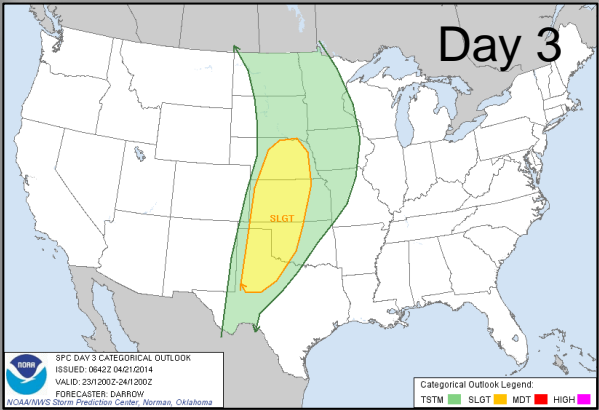 Day 3
SLGT
NOAA
SPC DAY 3 CATEGORICAL OUTLOOK
ISSUED: 0642Z 04/21/2014
VALID: 23/1200Z-24/1200Z
FORECASTER: DARROW
NOAA/NWS Storm Prediction Center, Norman, Oklahoma
Categorical Outlook Legend:
TSTM SLGT MDT HIGH